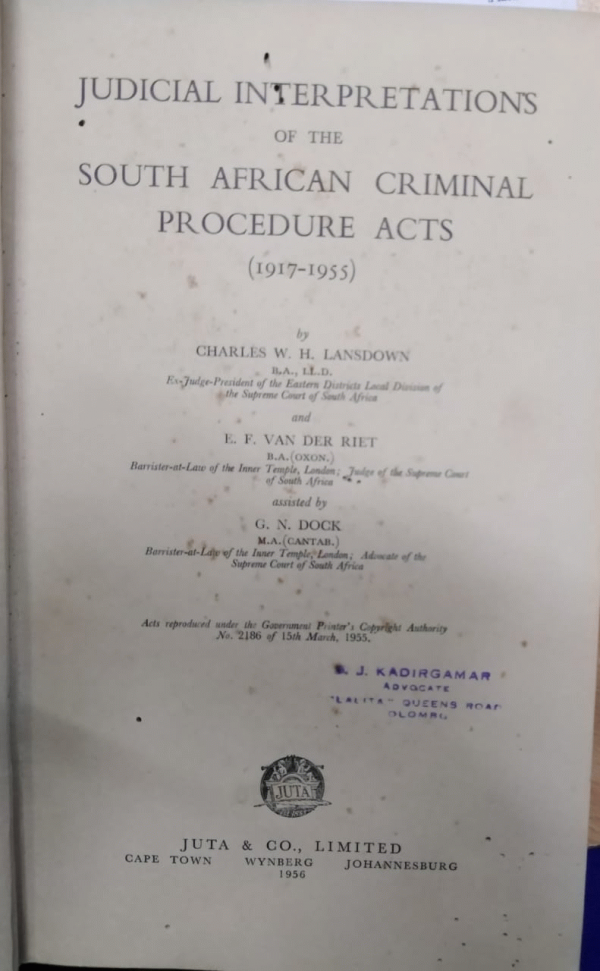 JUDICIAL INTERPRETATIONS
OF THE
SOUTH AFRICAN CRIMINAL
PROCEDURE ACTS
(1917-1955)
by
CHARLES W. H. LANSDOWN
B.A., LL.D.
Ex-Judge-President of the Eastern Districts Local Division of
the Supreme Court of South Africa
and
E. F. VAN DER RIET
B.A.(OXON.)
Barrister-at-Law of the Inner Temple, London; Judge of the Supreme Court
of South Africa
assisted by
G. N. DOCK
M.A.(CANTAB.)
Barrister-at-Law of the Inner Temple, London; Advocate of the
Supreme Court of South Africa
Acts reproduced under the Government Printer's Copyright Authority
No. 2186 of 15th March, 1955.
J. KADIRGAMAR
ADVOCATE
"LALITA" QUEENS ROAD
OLOMBO
JUTA
JUTA & CO., LIMITED
CAPE TOWN WYNBERG JOHANNESBURG
1956